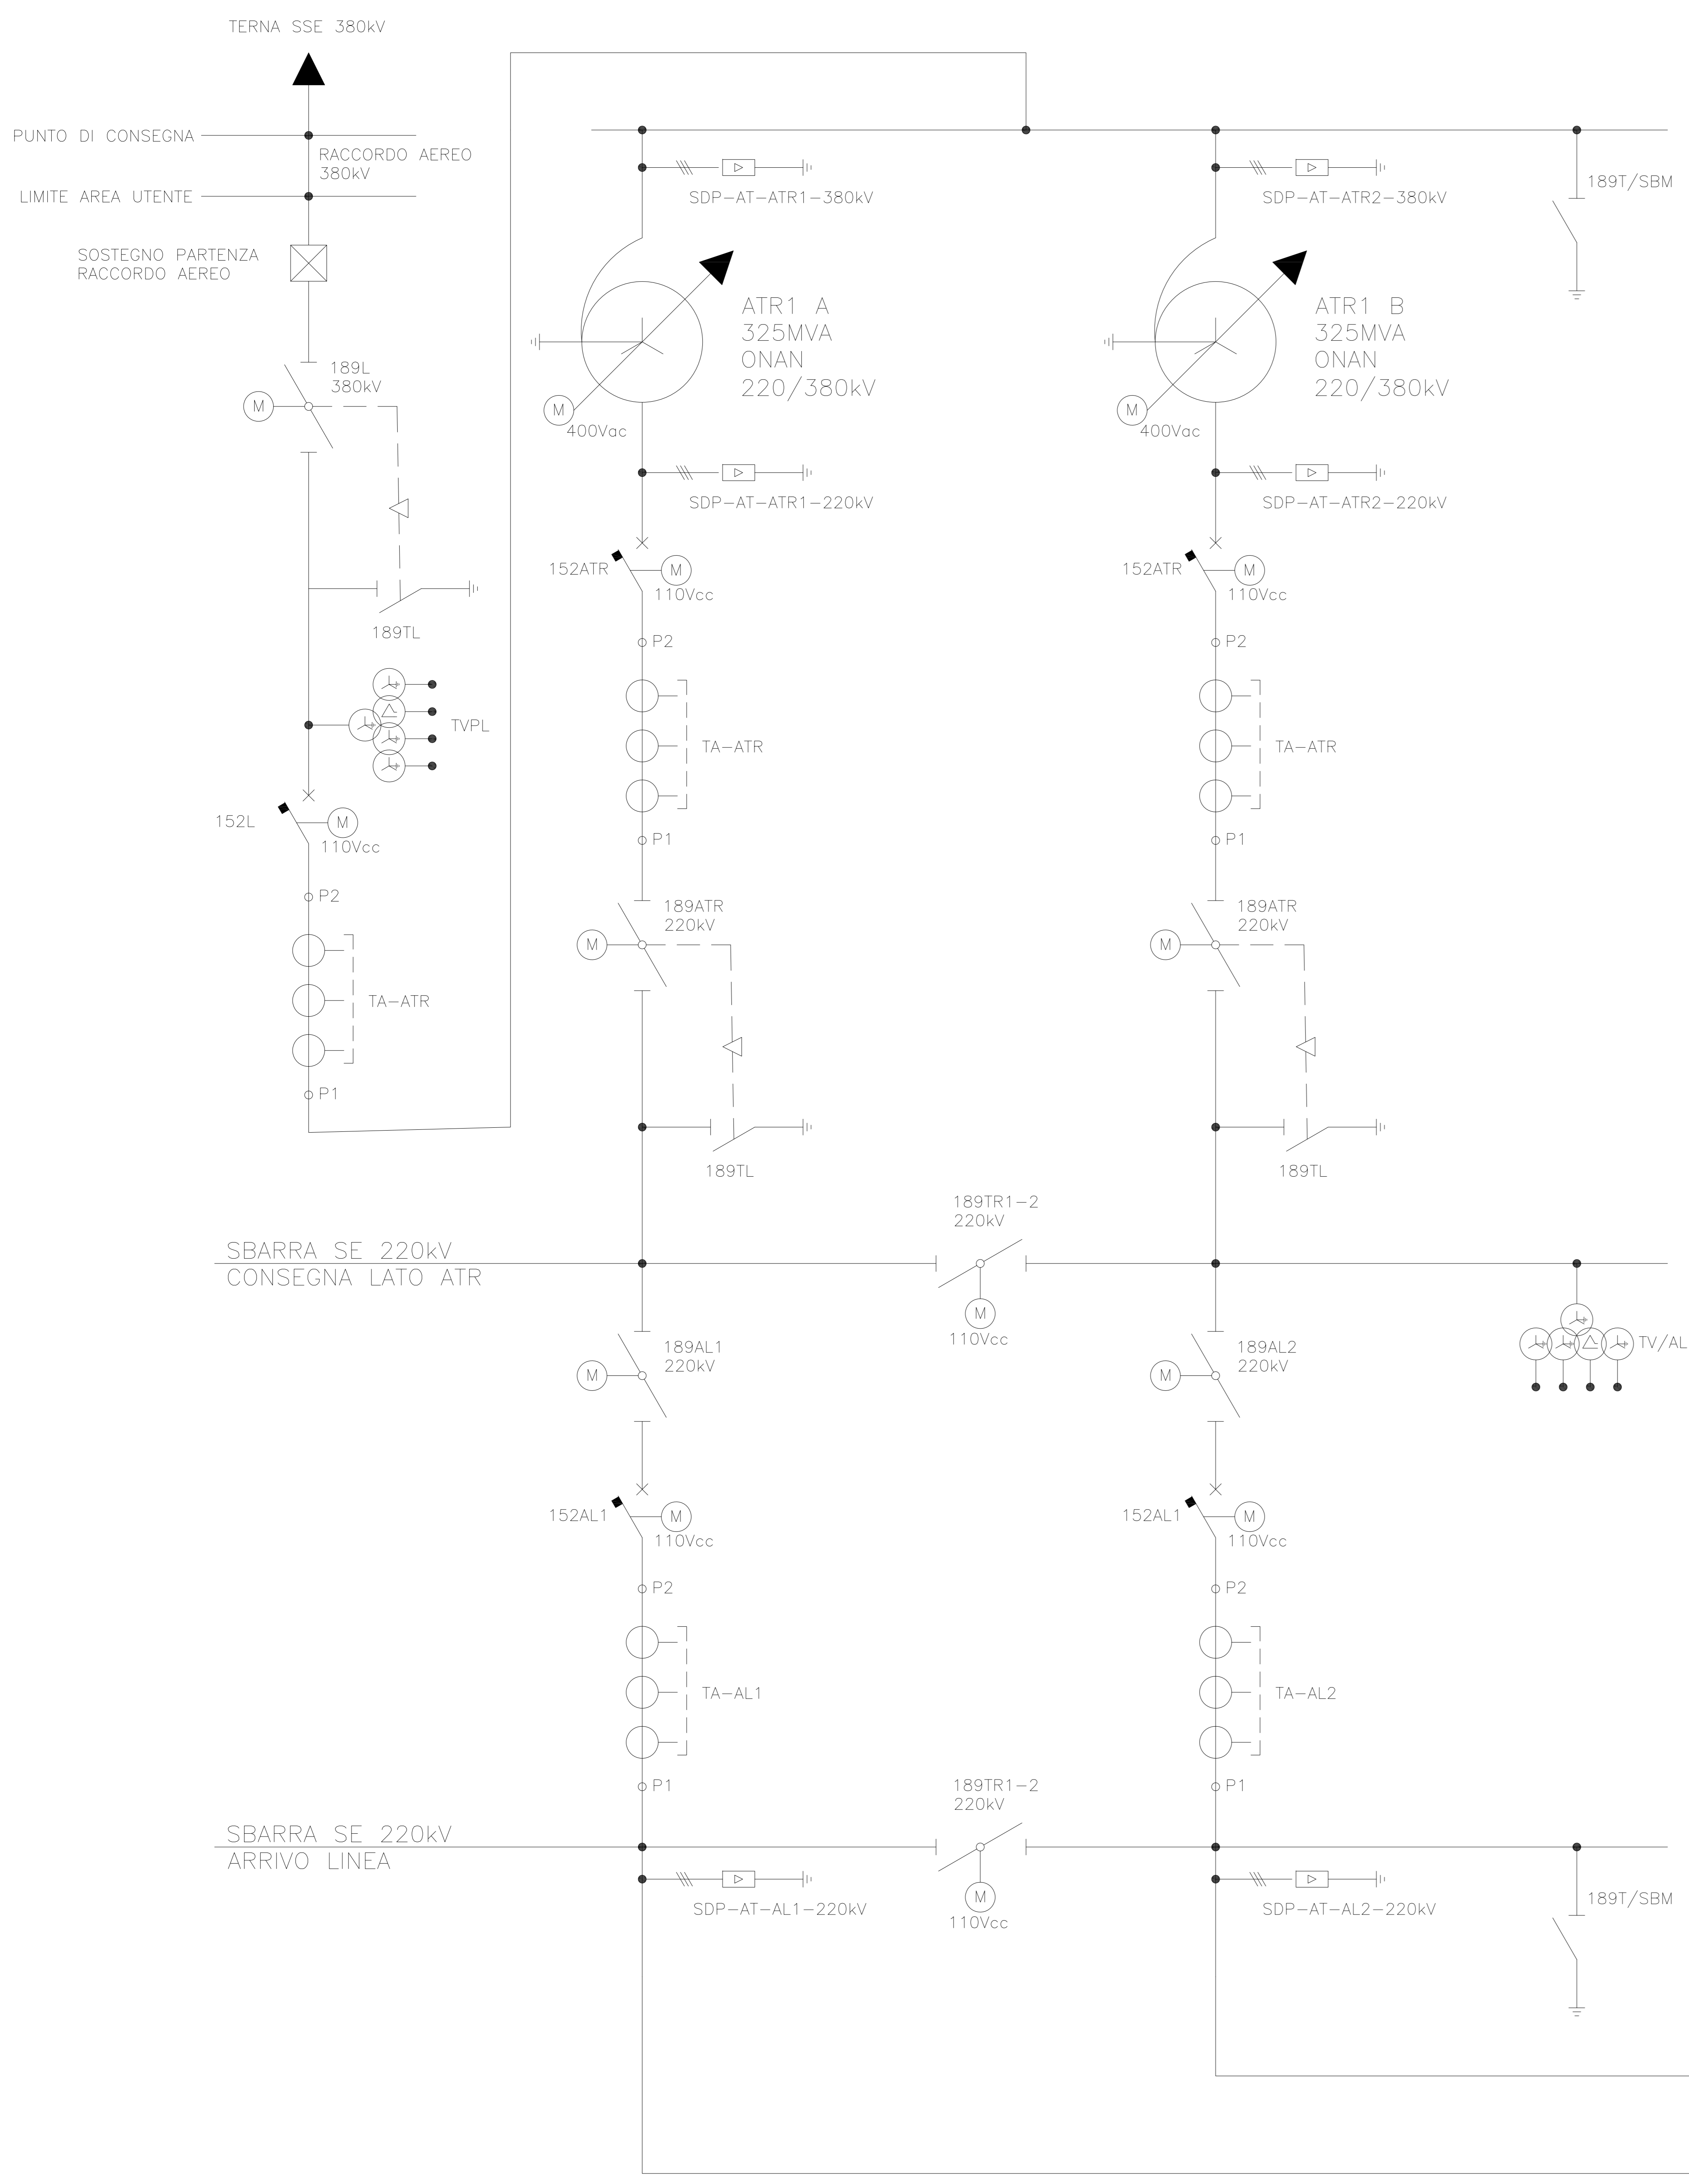 TERNA SSE 380kV
PUNTO DI CONSEGNA
RACCORDO AEREO
380kV
LIMITE AREA UTENTE
SOSTEGNO PARTENZA
RACCORDO AEREO
189L
380kV
M
189TL
TVPL
152L
M
110Vcc
P2
TA-ATR
P1
SDP-AT-ATR1-380kV
ATR1 A
325MVA
ONAN
220/380kV
M
400Vac
SDP-AT-ATR1-220kV
152ATR
M
110Vcc
P2
TA-ATR
P1
189ATR
220kV
M
189TL
SDP-AT-ATR2-380kV
189T/SBM
ATR1 B
325MVA
ONAN
220/380kV
M
400Vac
SDP-AT-ATR2-220kV
152ATR
M
110Vcc
P2
TA-ATR
P1
189ATR
220kV
M
189TL
SBARRA SE 220kV
CONSEGNA LATO ATR
189TR1-2
220kV
M
110Vcc
TV/AL
189AL1
220kV
M
152AL1
M
110Vcc
P2
TA-AL1
P1
189AL2
220kV
M
152AL1
M
110Vcc
P2
TA-AL2
P1
SBARRA SE 220kV
ARRIVO LINEA
189TR1-2
220kV
M
110Vcc
SDP-AT-AL1-220kV
SDP-AT-AL2-220kV
189T/SBM